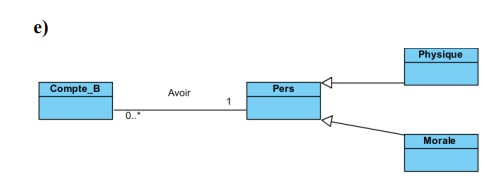 e)
Physique
Compte_B
Avoir
Pers
1
0..*
Morale